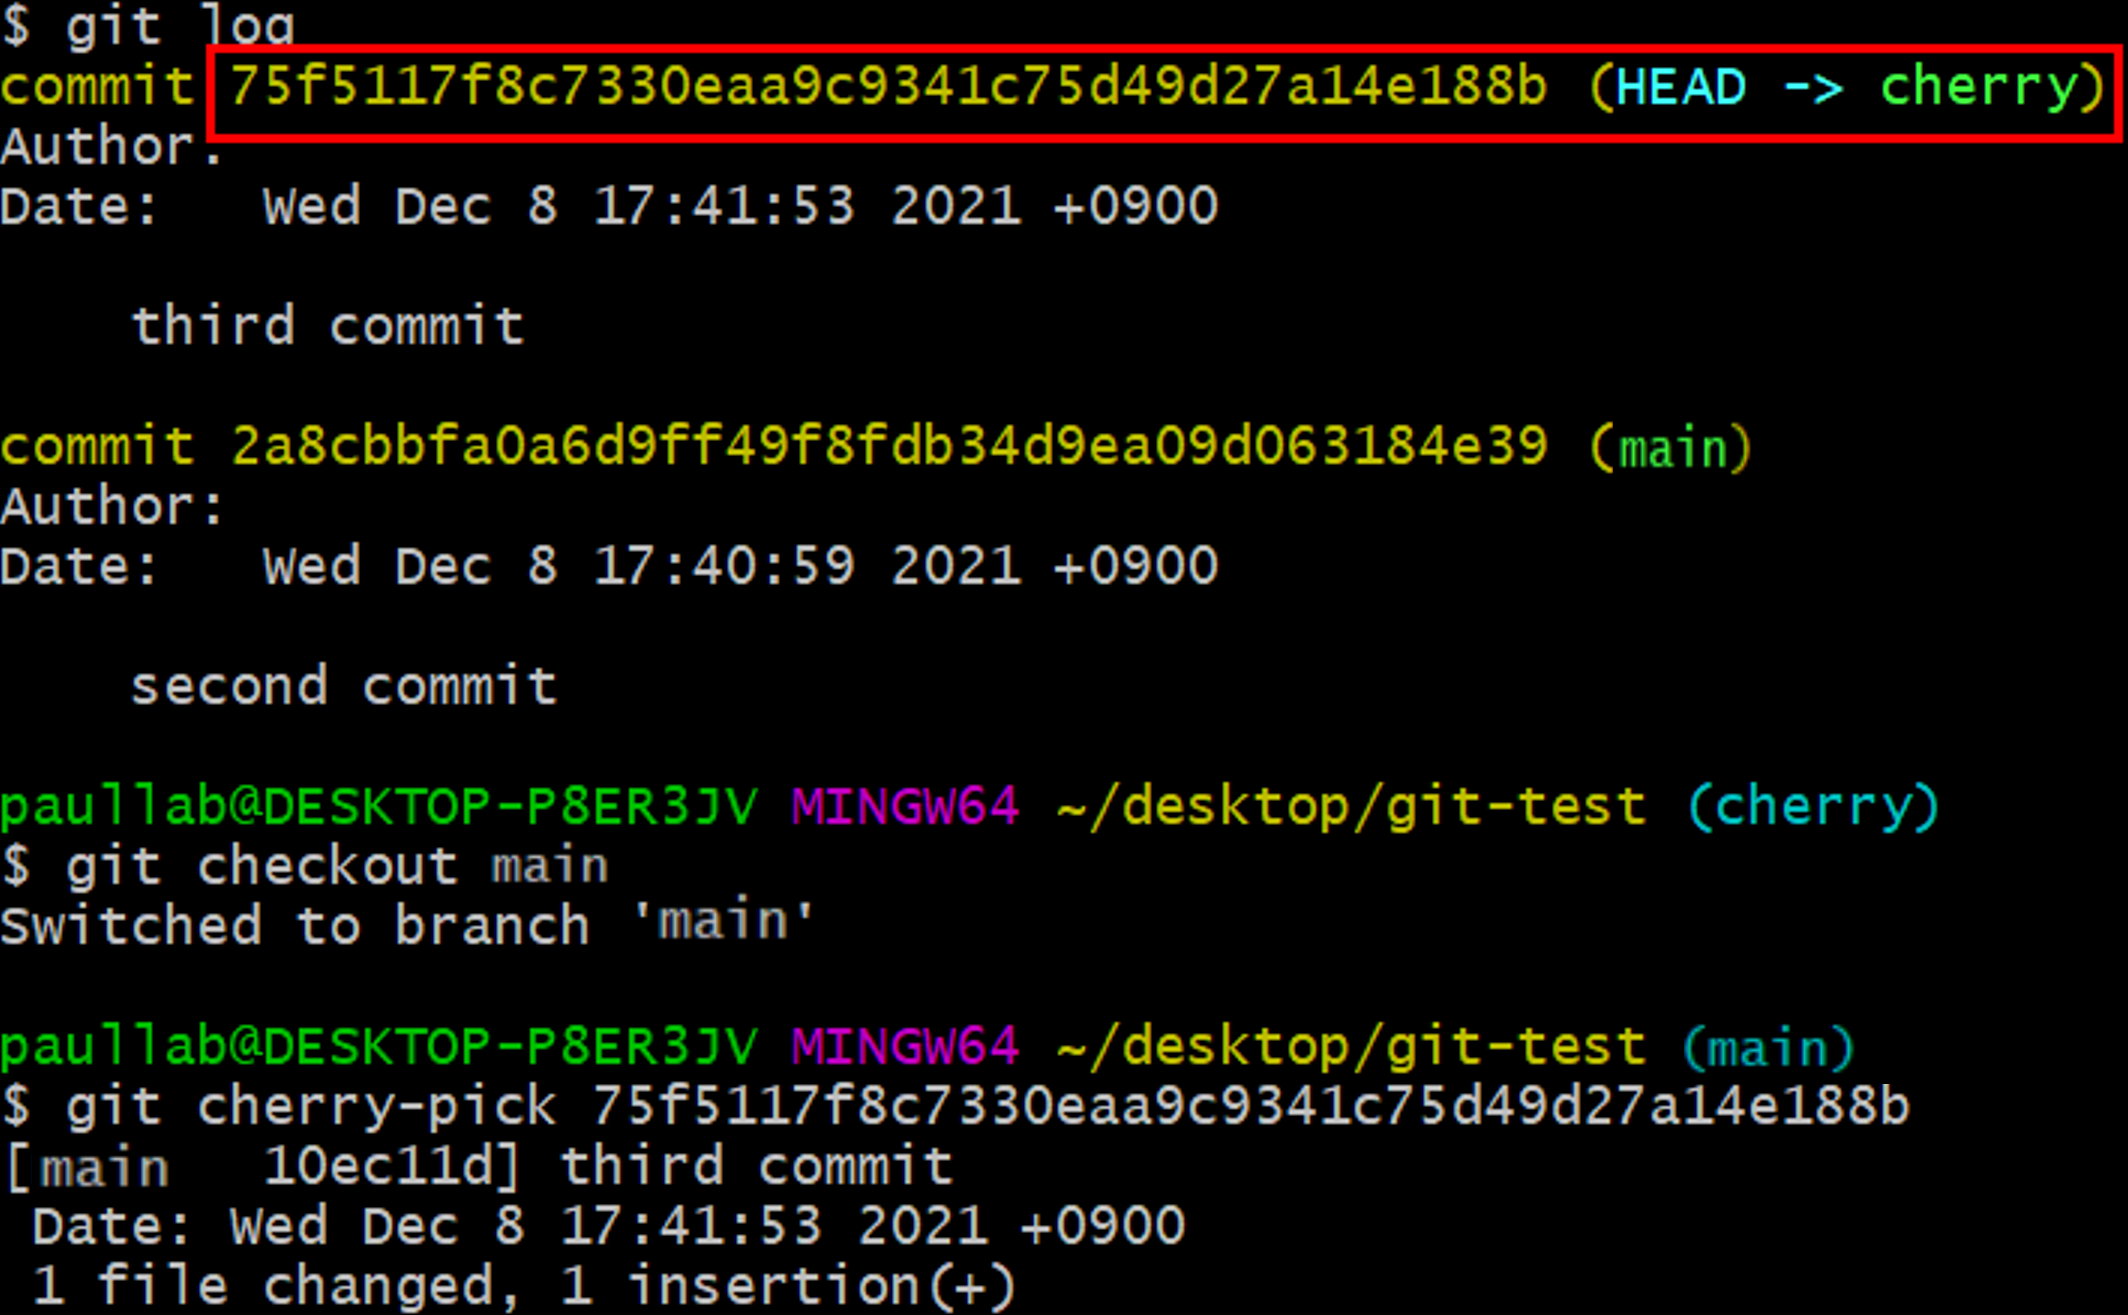 $ git log
commit 75f5117f8c7330eaa9c9341c75d49d27a14e188b (HEAD -> cherry)
Author:
Date:   Wed Dec 8 17:41:53 2021 +0900
third commit
commit 2a8cbbfa0a6d9ff49f8fdb34d9ea09d063184e39 (main)
Author:
Date:   Wed Dec 8 17:40:59 2021 +0900
second commit
paullab@DESKTOP-P8ER3JV MINGW64 ~/desktop/git-test (cherry)
$ git checkout main
Switched to branch 'main'
paullab@DESKTOP-P8ER3JV MINGW64 ~/desktop/git-test (main)
$ git cherry-pick 75f5117f8c7330eaa9c9341c75d49d27a14e188b
[main   10ec11d] third commit
Date: Wed Dec 8 17:41:53 2021 +0900
1 file changed, 1 insertion(+)